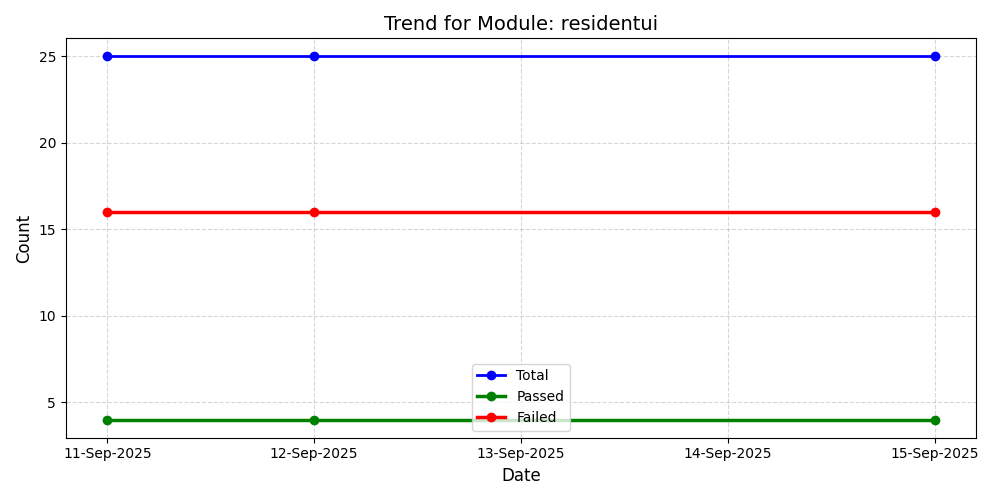 Trend for Module: residentui
Count
25
20
15
10
5
Total
Passed
Failed
11-Sep-2025
12-Sep-2025
13-Sep-2025
14-Sep-2025
15-Sep-2025
Date